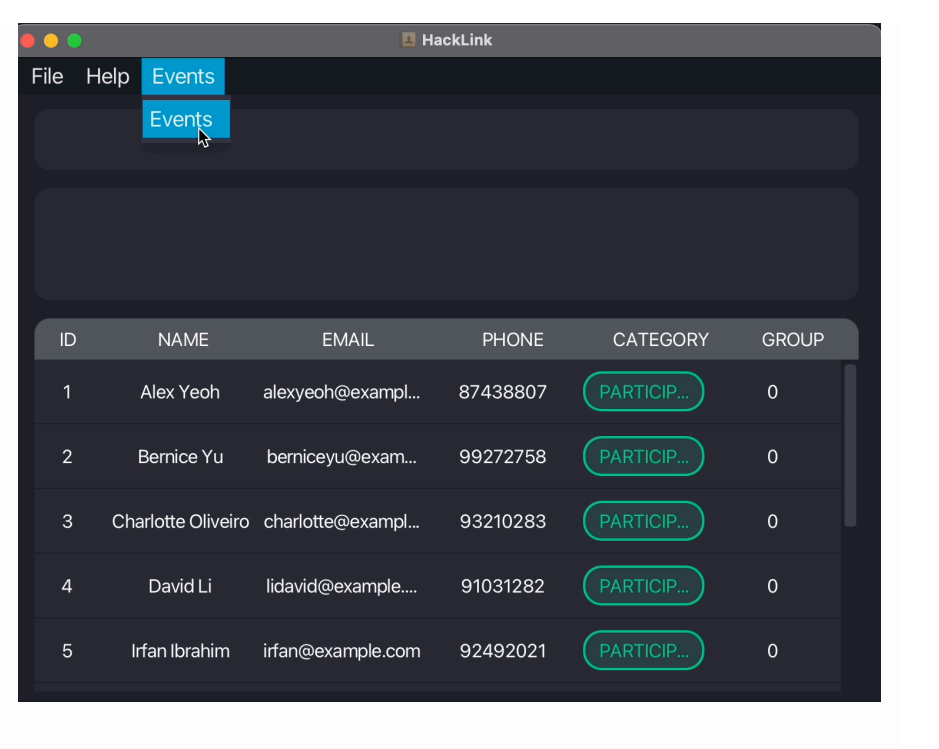 HackLink
File Help Events
Events
ID NAME EMAIL PHONE CATEGORY GROUP
1 Alex Yeoh alexyeoh@exampl... 87438807 PARTICIP... 0
2 Bernice Yu berniceyu@exam... 99272758 PARTICIP... 0
3 Charlotte Oliveiro charlotte@exampl... 93210283 PARTICIP... 0
4 David Li lidavid@example.... 91031282 PARTICIP... 0
5 Irfan Ibrahim irfan@example.com 92492021 PARTICIP... 0